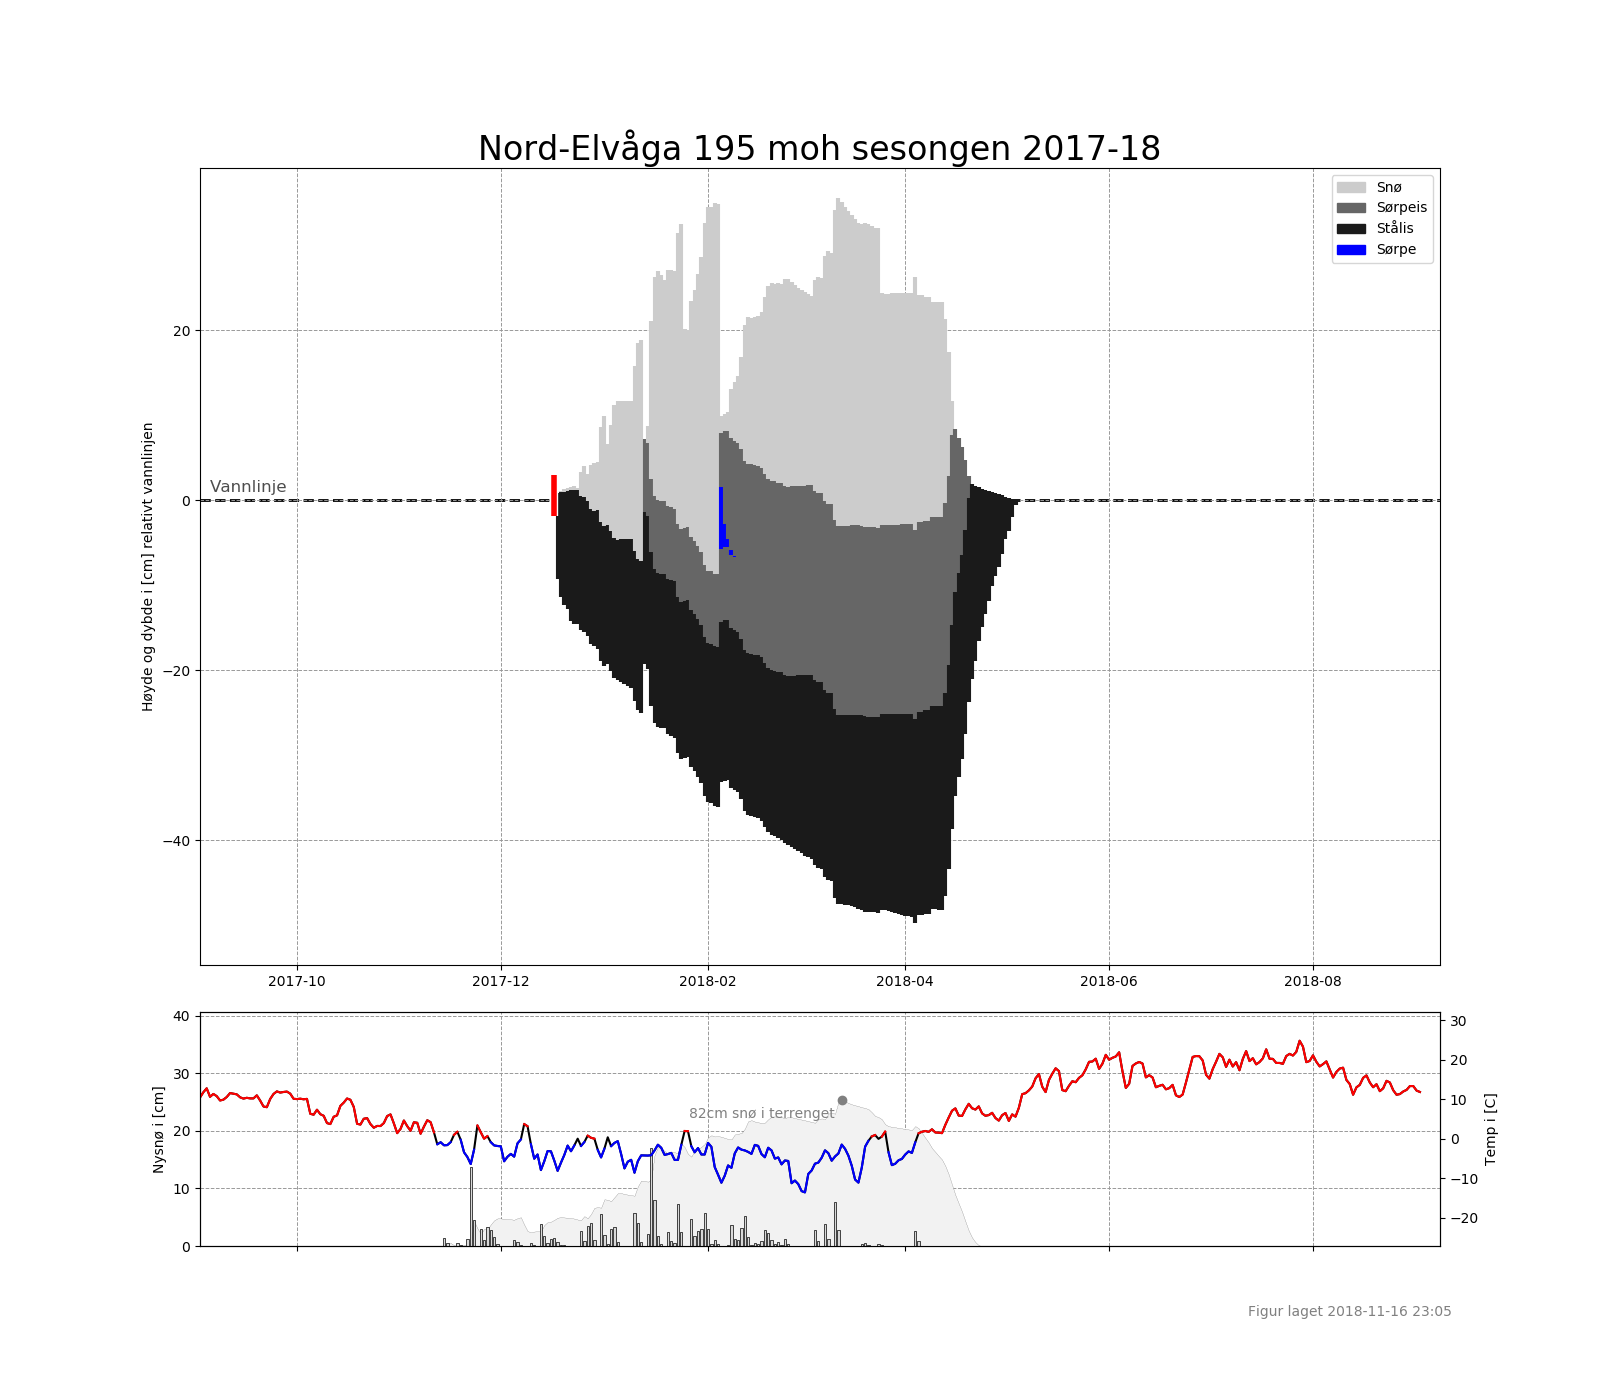 Nord-Elvåga 195 moh sesongen 2017-18
Snø
Sørpeis
Stålis
Sørpe
Høyde og dybde i [cm] relativt vannlinjen
20
0
−20
−40
Vannlinje
2017-10 2017-12 2018-02 2018-04 2018-06 2018-08
Nysnø i [cm]
40
30
20
10
0
82cm snø i terrenget
30
20
10
0
−10
−20
Temp i [C]
Figur laget 2018-11-16 23:05